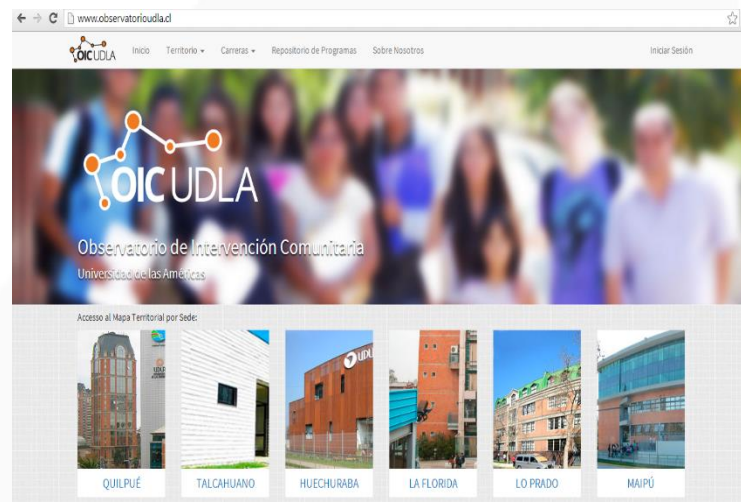 www.observatorioudla.cl
OIC UDLA Inicio Territorio Carreras Repositorio de Programas Sobre Nosotros Iniciar Sesión
OIC UDLA
Observatorio de Intervención Comunitaria
Universidad de las Américas
Accesso al Mapa Territorial por Sede:
UDLA
QUILPUÉ TALCAHUANO HUECHURABA LA FLORIDA LO PRADO MAIPÚ